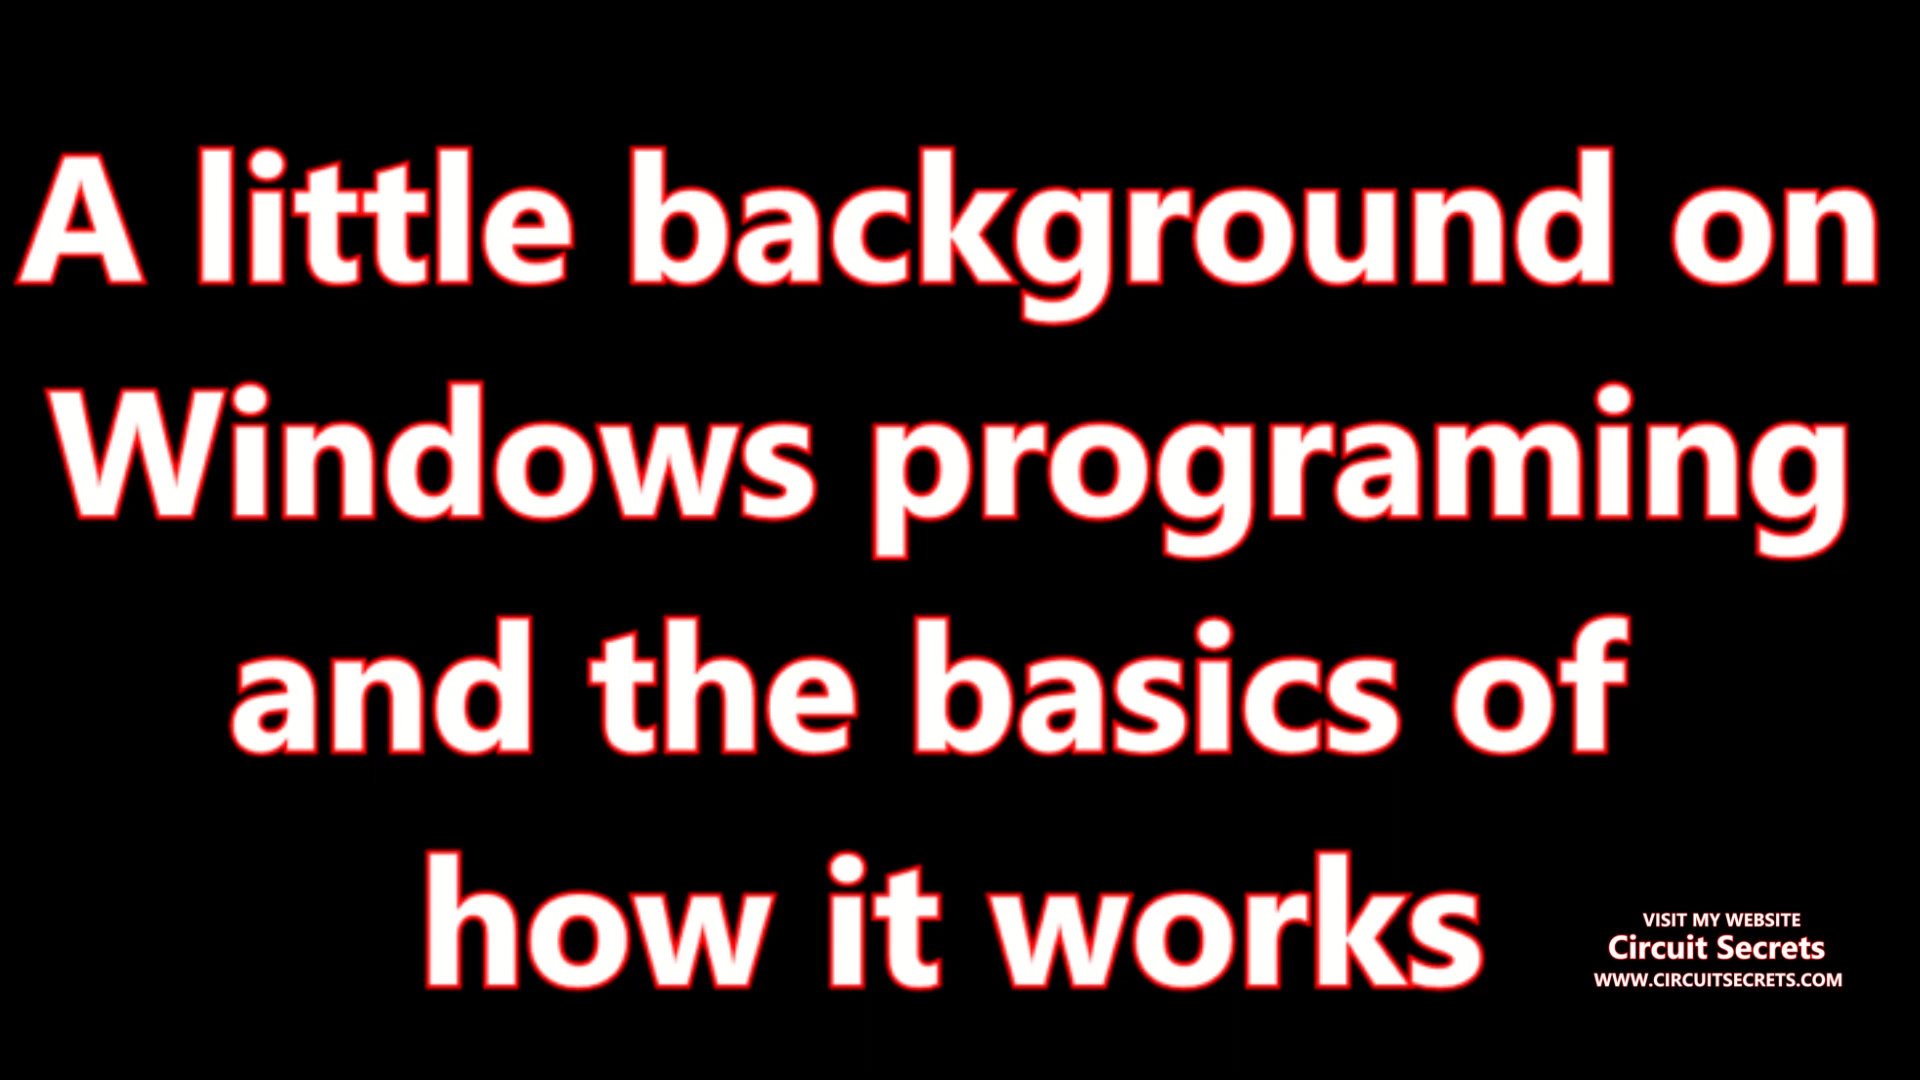 A little background on
Windows programing
and the basics of
how it works
VISIT MY WEBSITE
Circuit Secrets
WWW.CIRCUITSECRETS.COM